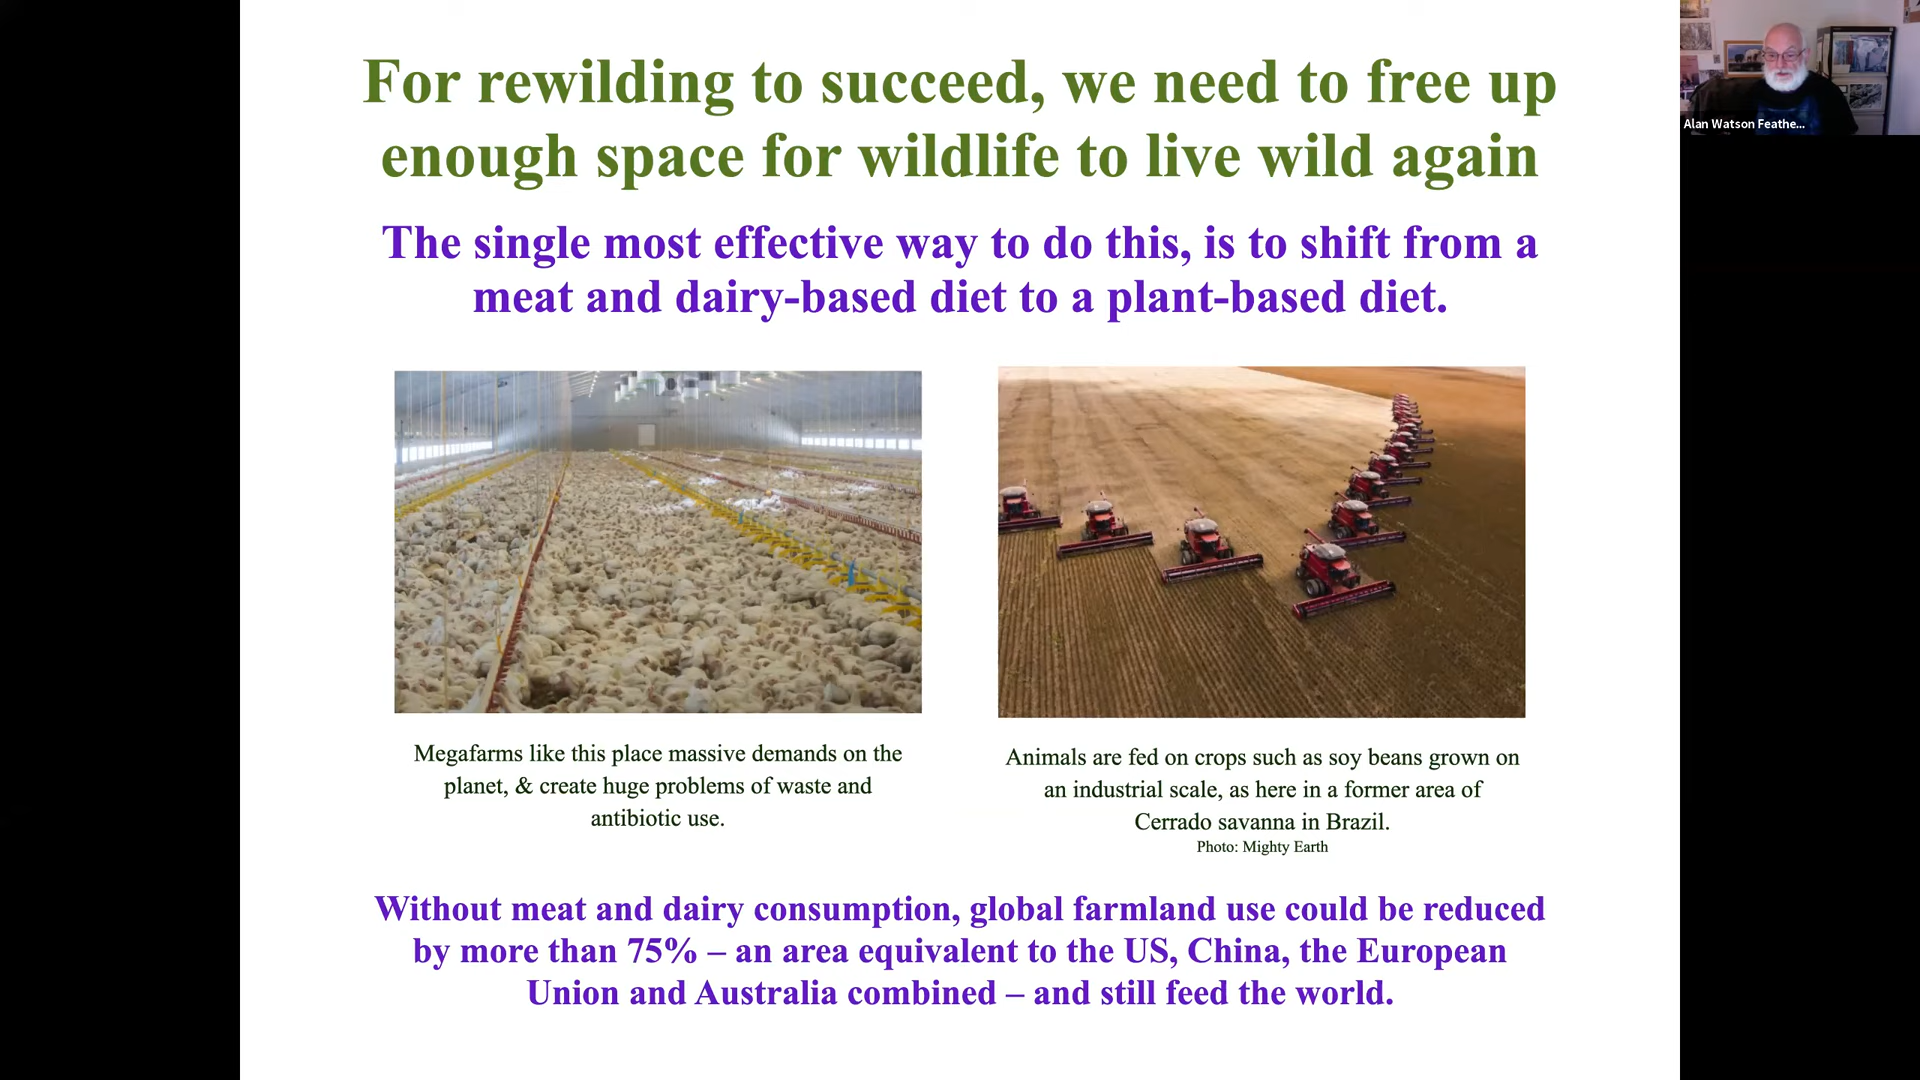 For rewilding to succeed, we need to free up
enough space for wildlife to live wild again
The single most effective way to do this, is to shift from a
meat and dairy-based diet to a plant-based diet.
Megafarms like this place massive demands on the
planet, & create huge problems of waste and
antibiotic use.
Animals are fed on crops such as soy beans grown on
an industrial scale, as here in a former area of
Cerrado savanna in Brazil.
Photo: Mighty Earth
Without meat and dairy consumption, global farmland use could be reduced
by more than 75% – an area equivalent to the US, China, the European
Union and Australia combined – and still feed the world.
Alan Watson Feathe...